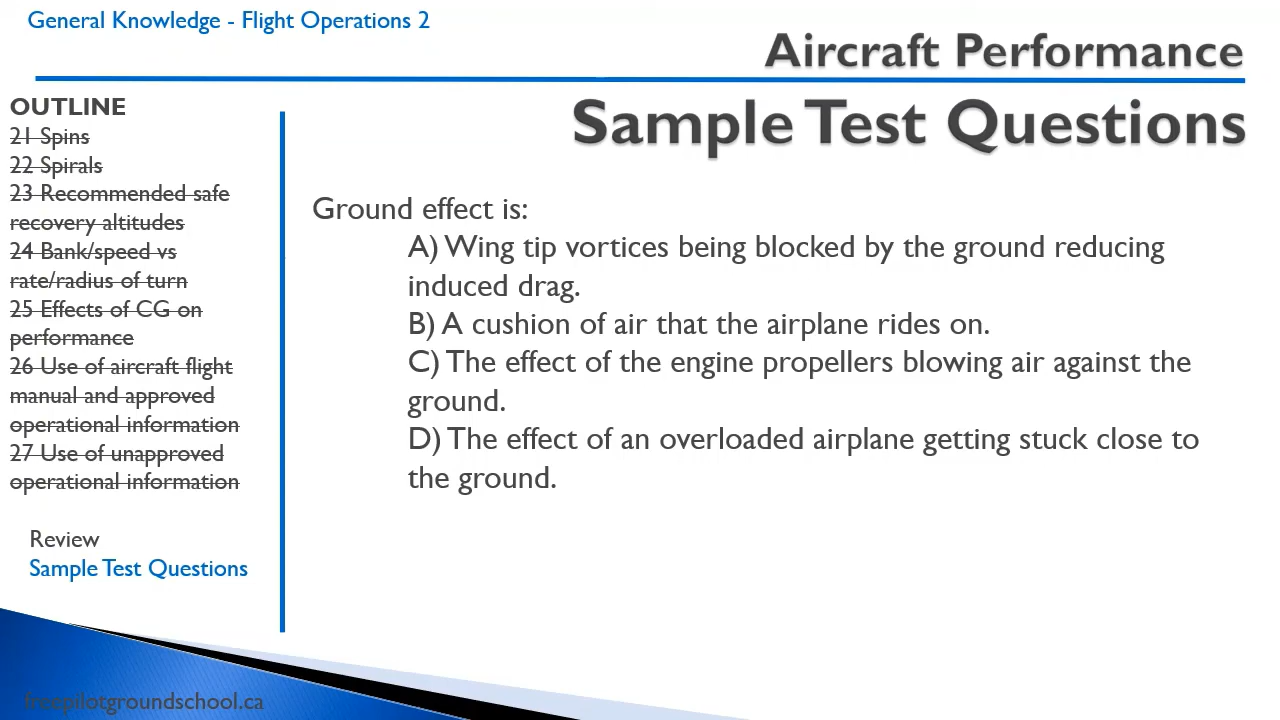 General Knowledge - Flight Operations 2
Aircraft Performance
Sample Test Questions
OUTLINE
21 Spins
22 Spirals
23 Recommended safe
recovery altitudes
24 Bank/speed vs
rate/radius of turn
25 Effects of CG on
performance
26 Use of aircraft flight
manual and approved
operational information
27 Use of unapproved
operational information
Review
Sample Test Questions
Ground effect is:
A) Wing tip vortices being blocked by the ground reducing
induced drag.
B) A cushion of air that the airplane rides on.
C) The effect of the engine propellers blowing air against the
ground.
D) The effect of an overloaded airplane getting stuck close to
the ground.
freepilotgroundschool.ca